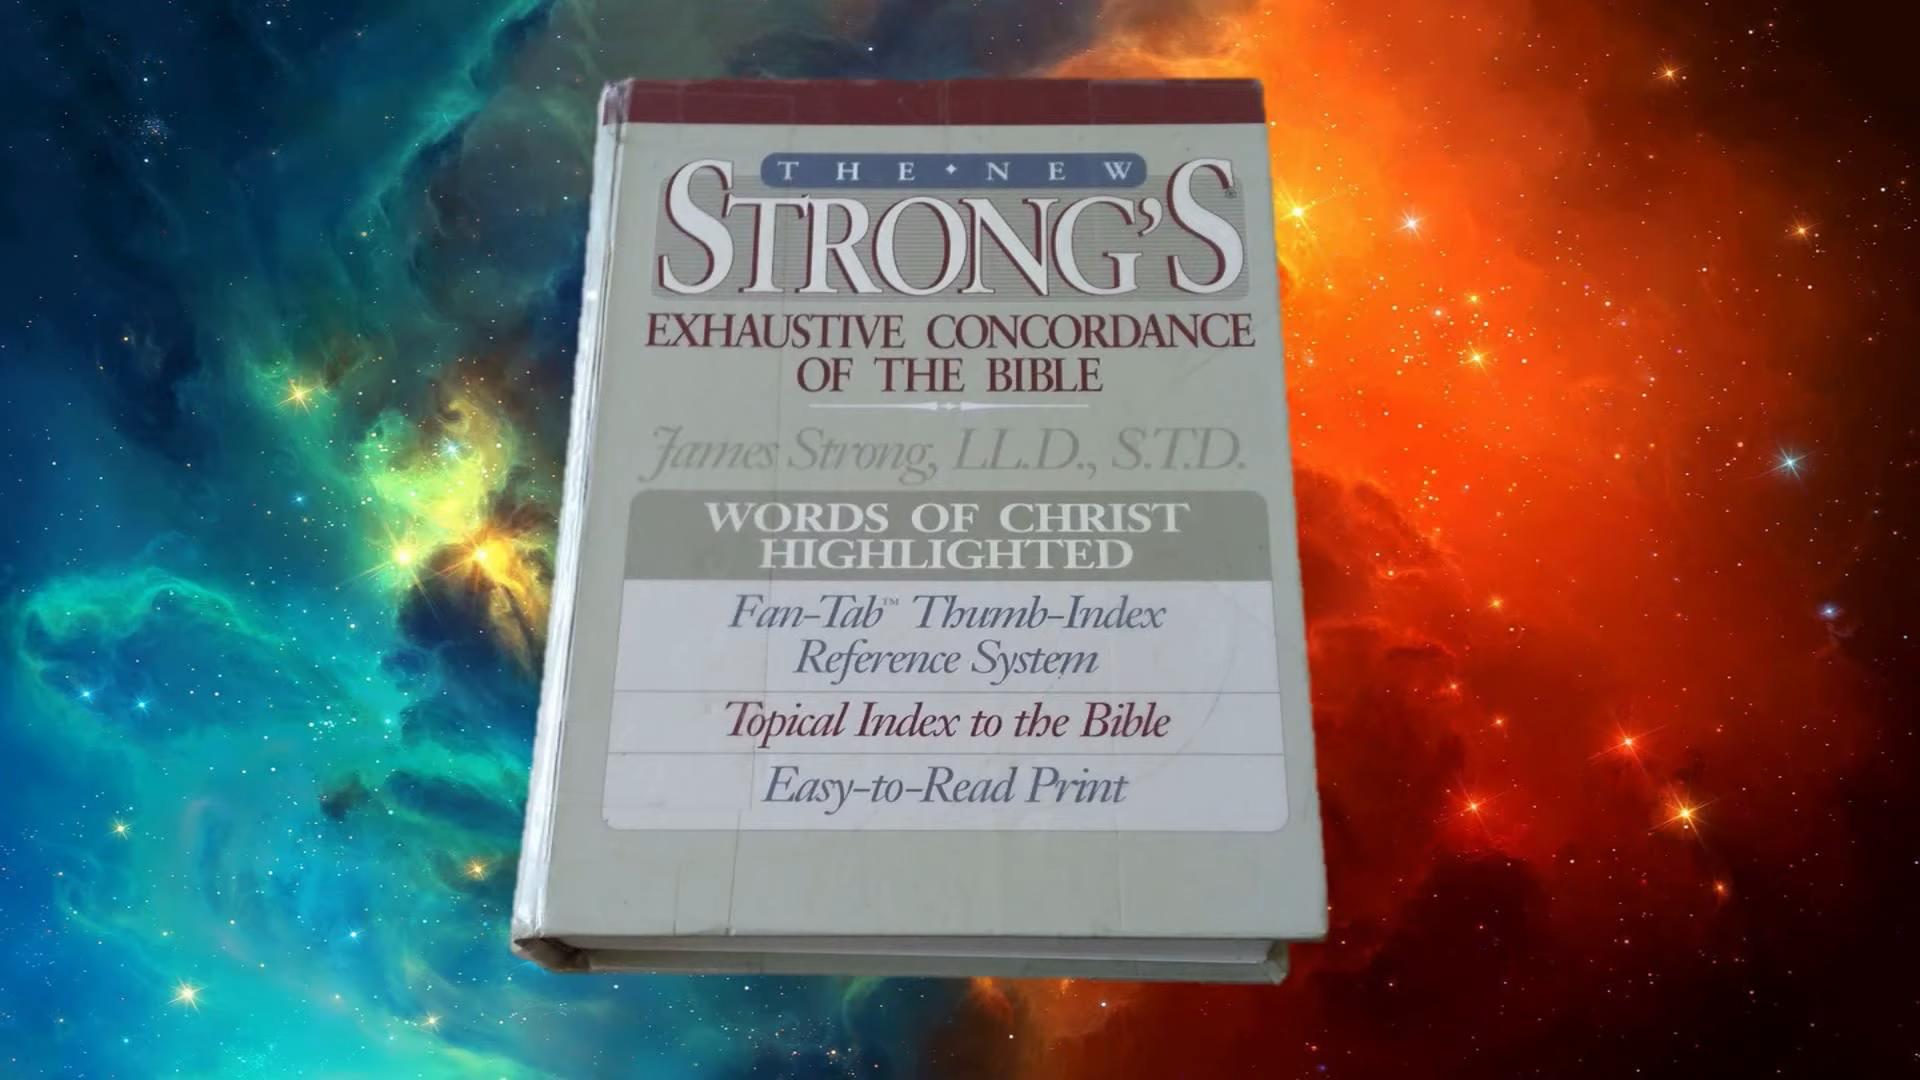 THE • NEW
STRONG'S®
EXHAUSTIVE CONCORDANCE
OF THE BIBLE
James Strong, LL.D., S.T.D.
WORDS OF CHRIST
HIGHLIGHTED
Fan-Tab™ Thumb-Index
Reference System
Topical Index to the Bible
Easy-to-Read Print